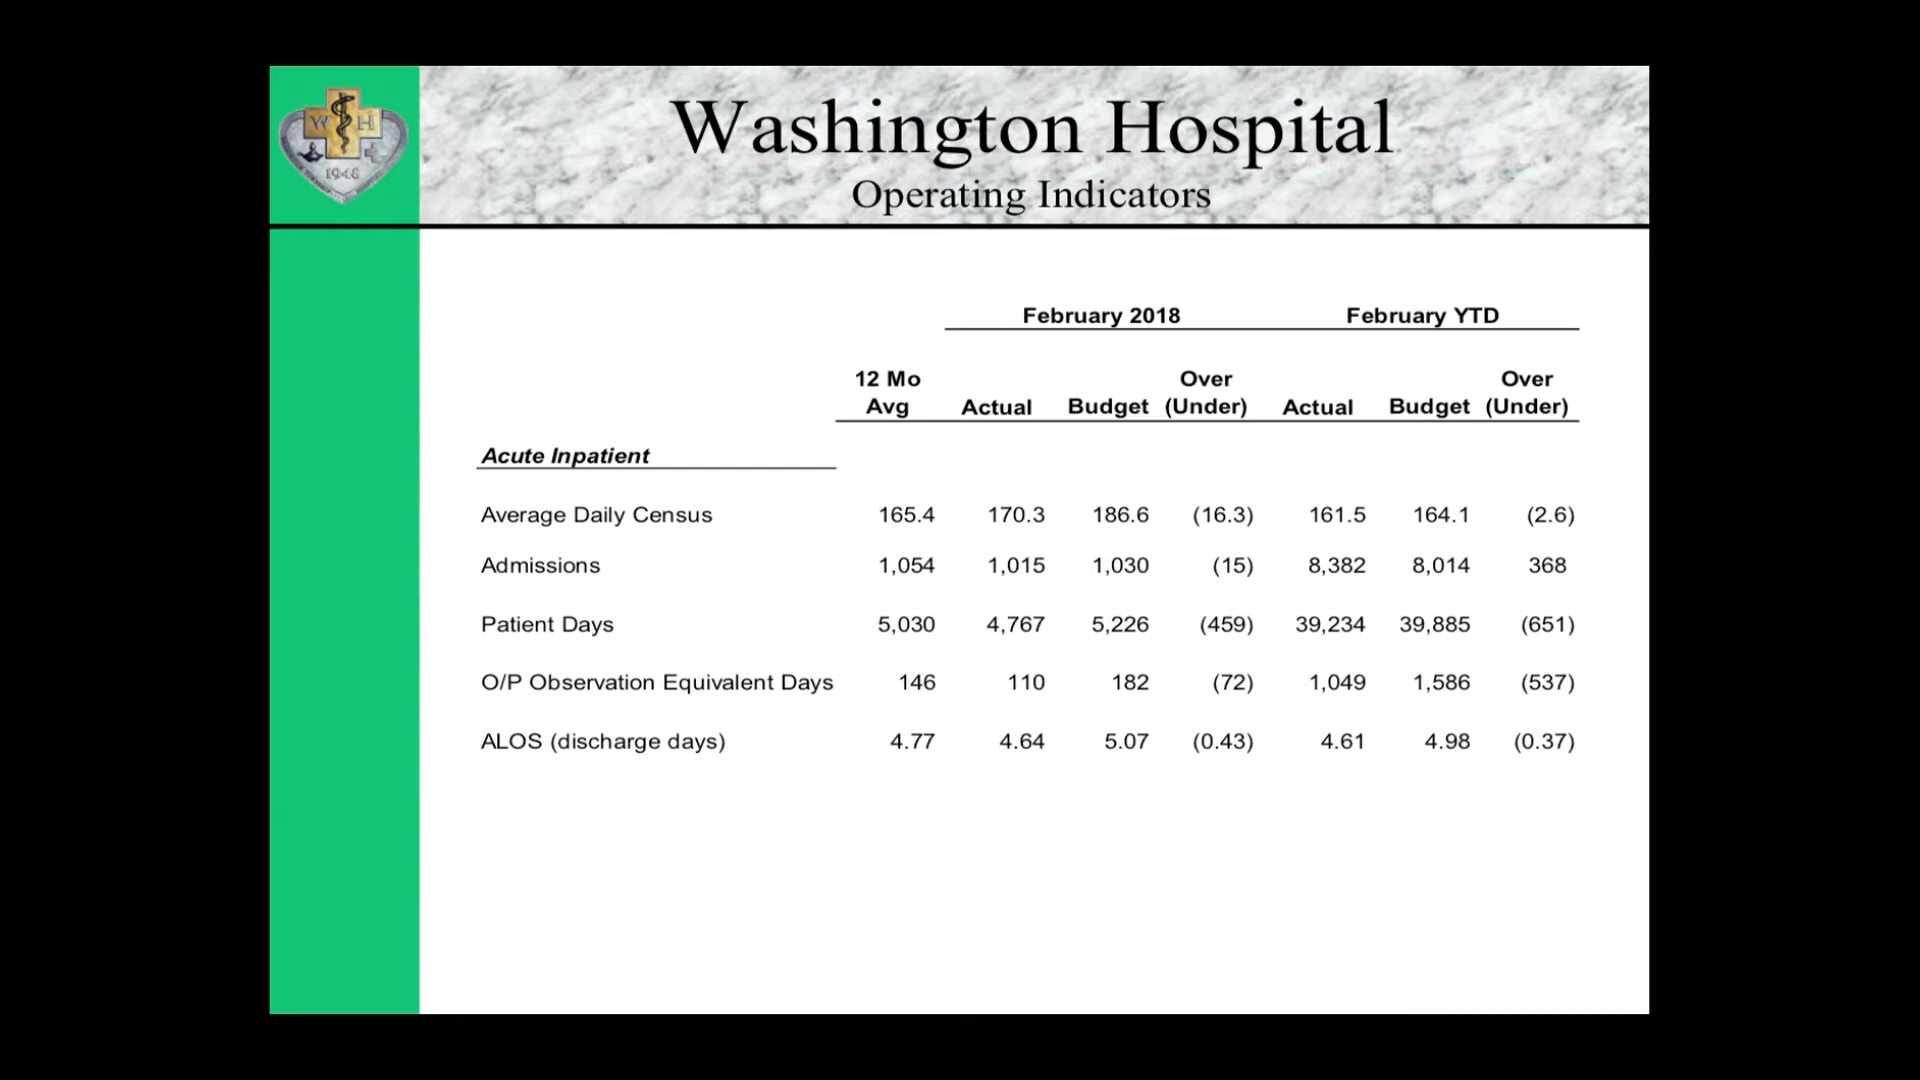 W H
1948
Washington Hospital
Operating Indicators
February 2018 February YTD
12 Mo Over Over
Avg Actual Budget (Under) Actual Budget (Under)
Acute Inpatient
Average Daily Census 165.4 170.3 186.6 (16.3) 161.5 164.1 (2.6)
Admissions 1,054 1,015 1,030 (15) 8,382 8,014 368
Patient Days 5,030 4,767 5,226 (459) 39,234 39,885 (651)
O/P Observation Equivalent Days 146 110 182 (72) 1,049 1,586 (537)
ALOS (discharge days) 4.77 4.64 5.07 (0.43) 4.61 4.98 (0.37)